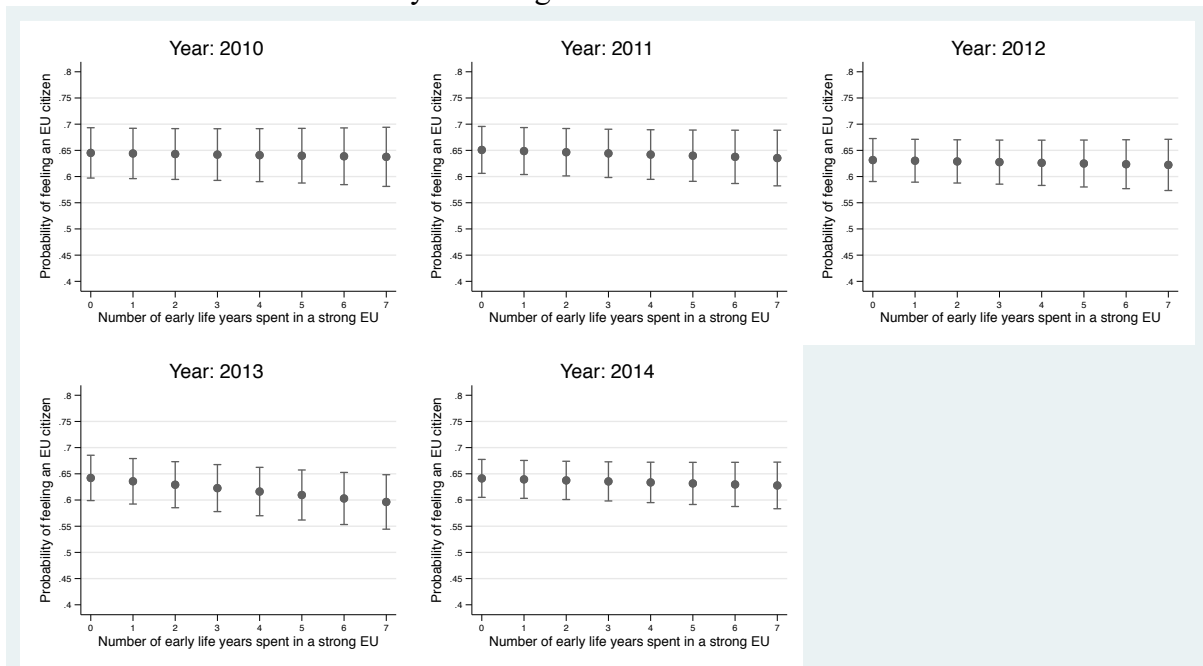 Year: 2010
Probability of feeling an EU citizen
.8
.75
.7
.65
.6
.55
.5
.45
.4
0 1 2 3 4 5 6 7
Number of early life years spent in a strong EU
Year: 2011
Probability of feeling an EU citizen
.8
.75
.7
.65
.6
.55
.5
.45
.4
0 1 2 3 4 5 6 7
Number of early life years spent in a strong EU
Year: 2012
Probability of feeling an EU citizen
.8
.75
.7
.65
.6
.55
.5
.45
.4
0 1 2 3 4 5 6 7
Number of early life years spent in a strong EU
Year: 2013
Probability of feeling an EU citizen
.8
.75
.7
.65
.6
.55
.5
.45
.4
0 1 2 3 4 5 6 7
Number of early life years spent in a strong EU
Year: 2014
Probability of feeling an EU citizen
.8
.75
.7
.65
.6
.55
.5
.45
.4
0 1 2 3 4 5 6 7
Number of early life years spent in a strong EU